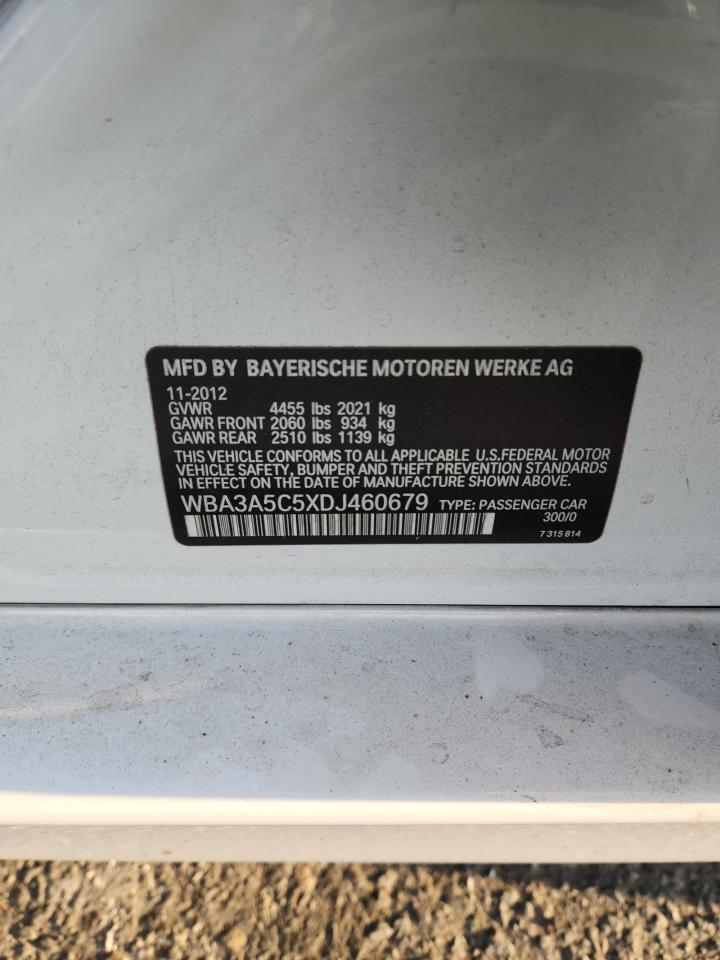 MFD BY BAYERISCHE MOTOREN WERKE AG
11-2012
GVWR 4455 lbs 2021 kg
GAWR FRONT 2060 lbs 934 kg
GAWR REAR 2510 lbs 1139 kg
THIS VEHICLE CONFORMS TO ALL APPLICABLE U.S.FEDERAL MOTOR
VEHICLE SAFETY, BUMPER AND THEFT PREVENTION STANDARDS
IN EFFECT ON THE DATE OF MANUFACTURE SHOWN ABOVE.
WBA3A5C5XDJ460679 TYPE: PASSENGER CAR
300/0
7 315 814